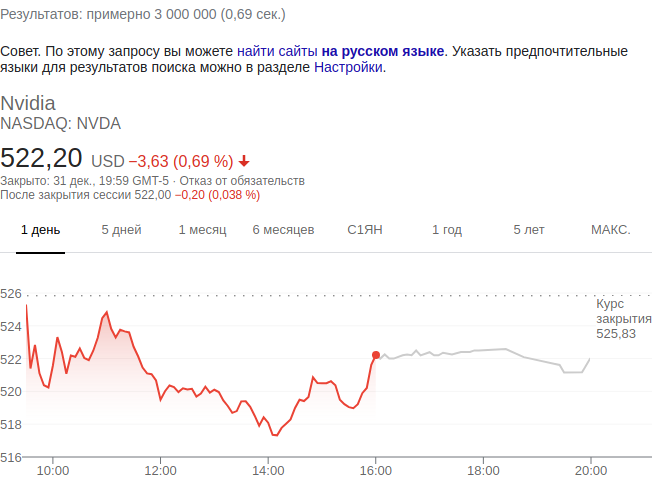 Результатов: примерно 3 000 000 (0,69 сек.)
Совет. По этому запросу вы можете найти сайты на русском языке. Указать предпочтительные
языки для результатов поиска можно в разделе Настройки.
Nvidia
NASDAQ: NVDA
522,20 USD −3,63 (0,69 %)
Закрыто: 31 дек., 19:59 GMT-5 · Отказ от обязательств
После закрытия сессии 522,00 −0,20 (0,038 %)
1 день 5 дней 1 месяц 6 месяцев С1ЯН 1 год 5 лет МАКС.
526
Курс
закрытия
525,83
524
522
520
518
516
10:00 12:00 14:00 16:00 18:00 20:00